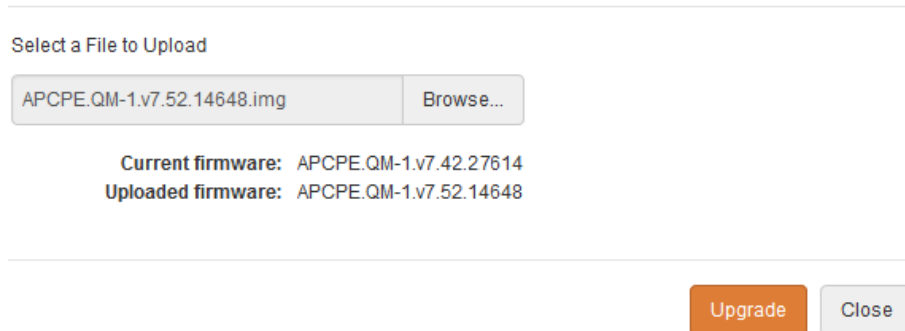 Select a File to Upload
APCPE.QM-1.v7.52.14648.img Browse...
Current firmware: APCPE.QM-1.v7.42.27614
Uploaded firmware: APCPE.QM-1.v7.52.14648
Upgrade Close